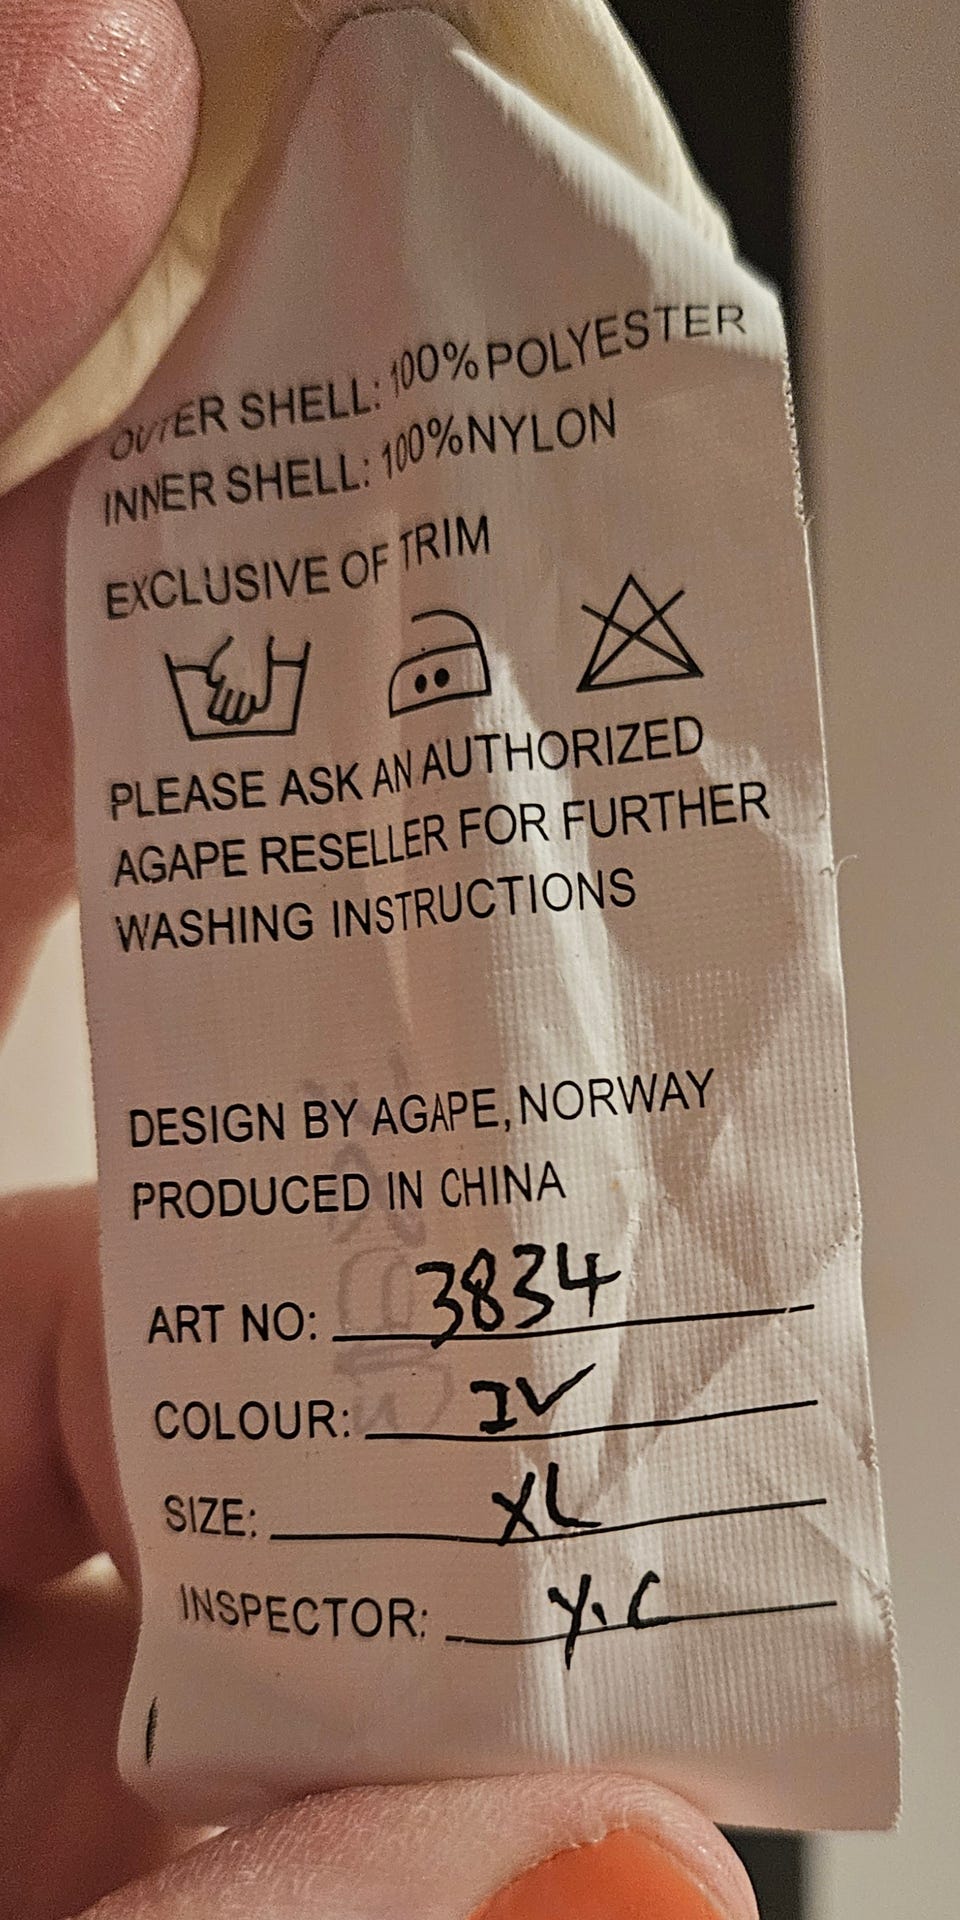 OUTER SHELL: 100% POLYESTER
INNER SHELL: 100% NYLON
EXCLUSIVE OF TRIM
PLEASE ASK AN AUTHORIZED
AGAPE RESELLER FOR FURTHER
WASHING INSTRUCTIONS
DESIGN BY AGAPE, NORWAY
PRODUCED IN CHINA
ART NO: 3834
COLOUR: IV
SIZE: XL
INSPECTOR: Y.C